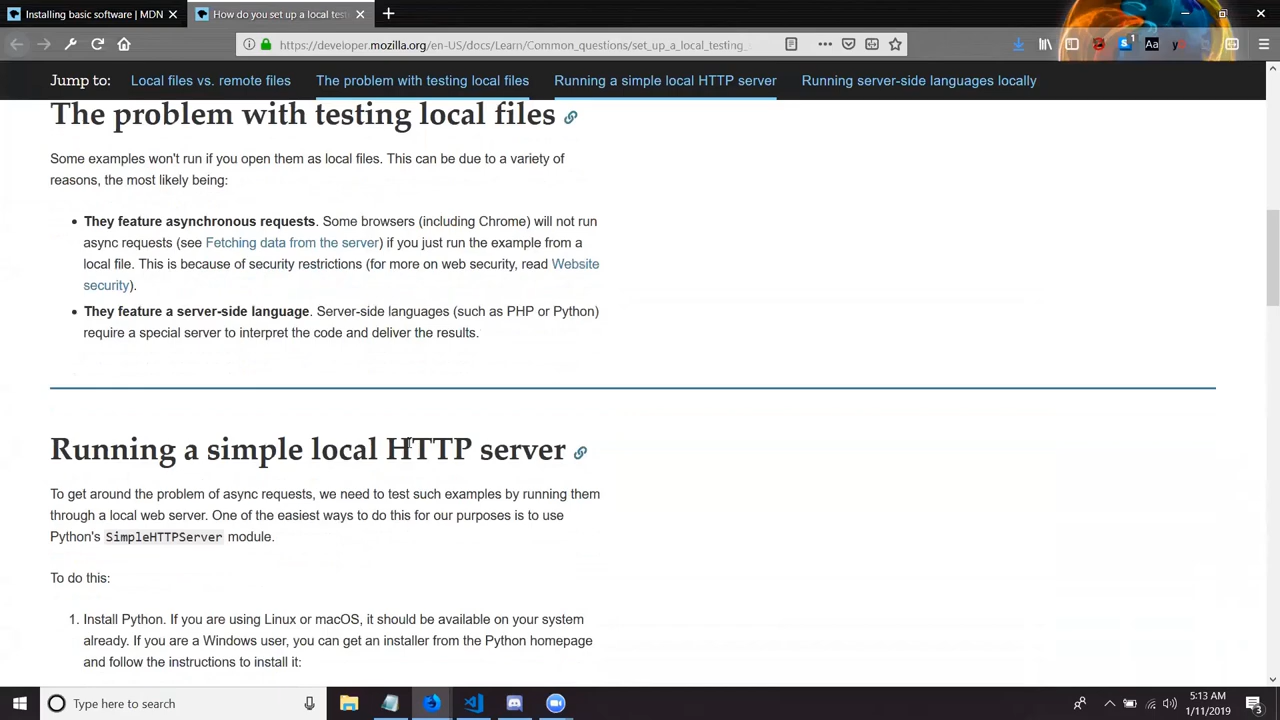 Installing basic software | MDN
How do you set up a local test
https://developer.mozilla.org/en-US/docs/Learn/Common_questions/set_up_a_local_testing_
Jump to:
Local files vs. remote files
The problem with testing local files
Running a simple local HTTP server
Running server-side languages locally
The problem with testing local files
Some examples won't run if you open them as local files. This can be due to a variety of
reasons, the most likely being:
• They feature asynchronous requests. Some browsers (including Chrome) will not run
async requests (see Fetching data from the server) if you just run the example from a
local file. This is because of security restrictions (for more on web security, read Website
security).
• They feature a server-side language. Server-side languages (such as PHP or Python)
require a special server to interpret the code and deliver the results.
Running a simple local HTTP server
To get around the problem of async requests, we need to test such examples by running them
through a local web server. One of the easiest ways to do this for our purposes is to use
Python's SimpleHTTPServer module.
To do this:
1. Install Python. If you are using Linux or macOS, it should be available on your system
already. If you are a Windows user, you can get an installer from the Python homepage
and follow the instructions to install it:
Type here to search
5:13 AM
1/11/2019